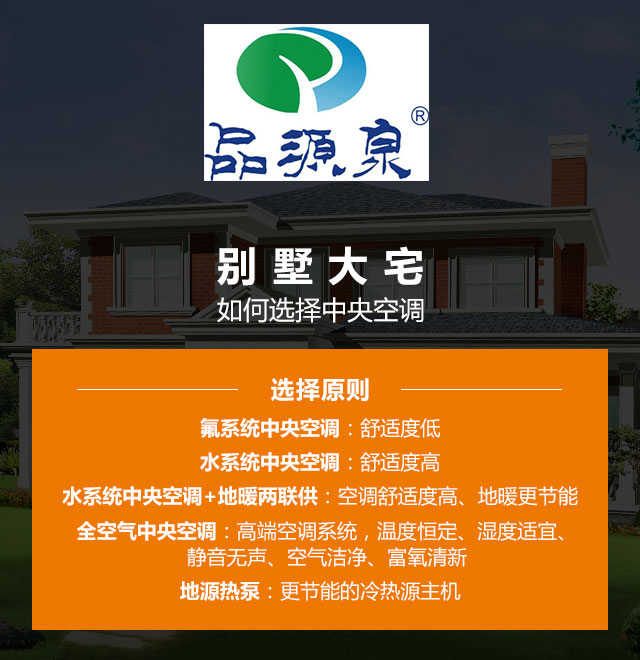 品源泉®
别墅大宅
如何选择中央空调
选择原则
氟系统中央空调：舒适度低
水系统中央空调：舒适度高
水系统中央空调+地暖两联供：空调舒适度高、地暖更节能
全空气中央空调：高端空调系统，温度恒定、湿度适宜、
静音无声、空气洁净、富氧清新
地源热泵：更节能的冷热源主机